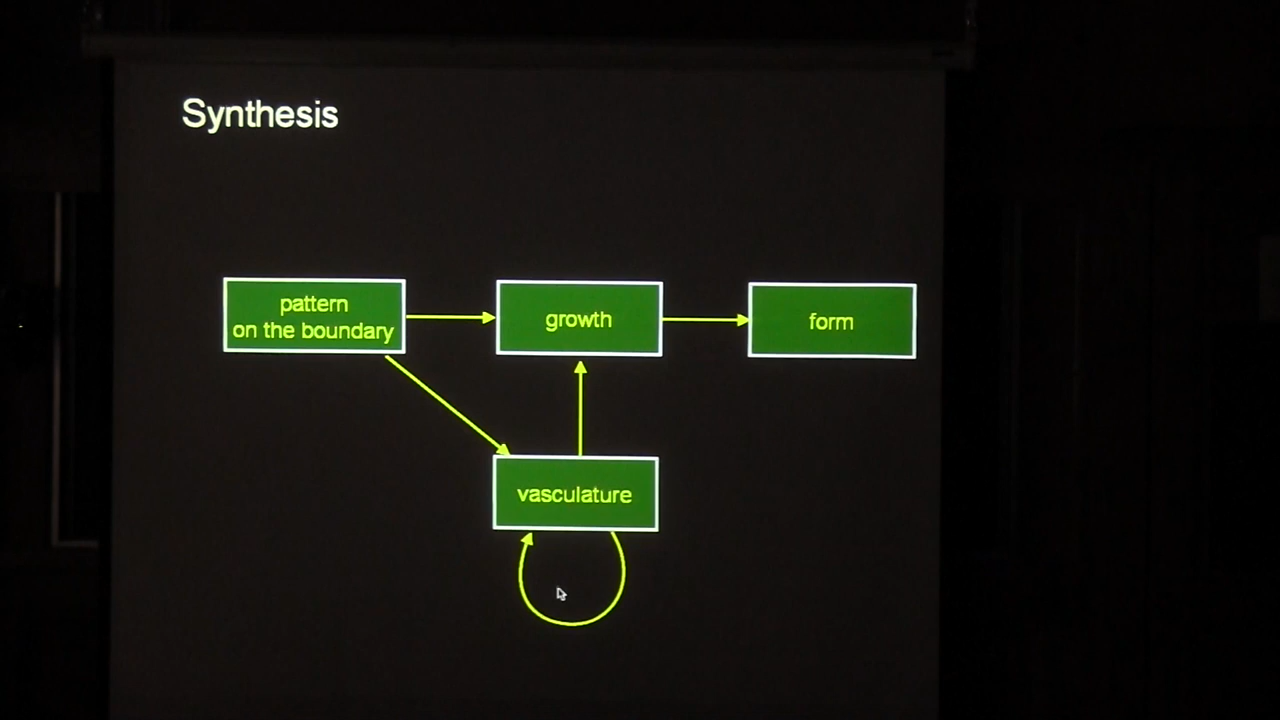 Synthesis
pattern
on the boundary
growth
form
vasculature